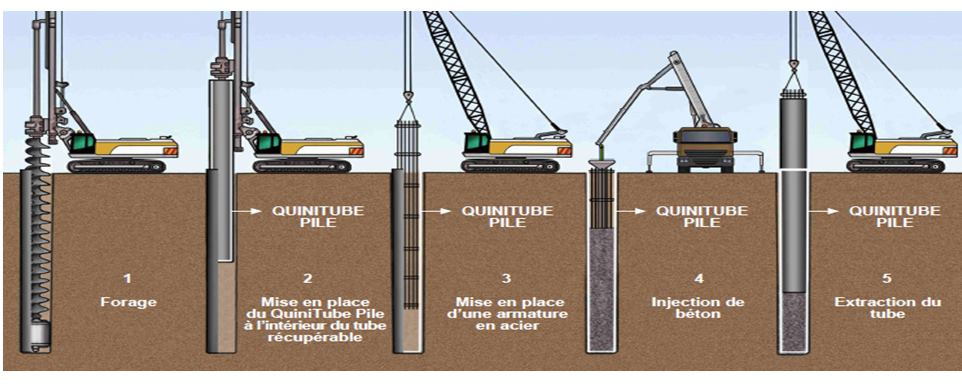 QUINITUBE
PILE
QUINITUBE
PILE
QUINITUBE
PILE
QUINITUBE
PILE
1
Forage
2
Mise en place
du QuiniTube Pile
à l'intérieur du tube
récupérable
3
Mise en place
d'une armature
en acier
4
Injection de
béton
5
Extraction du
tube